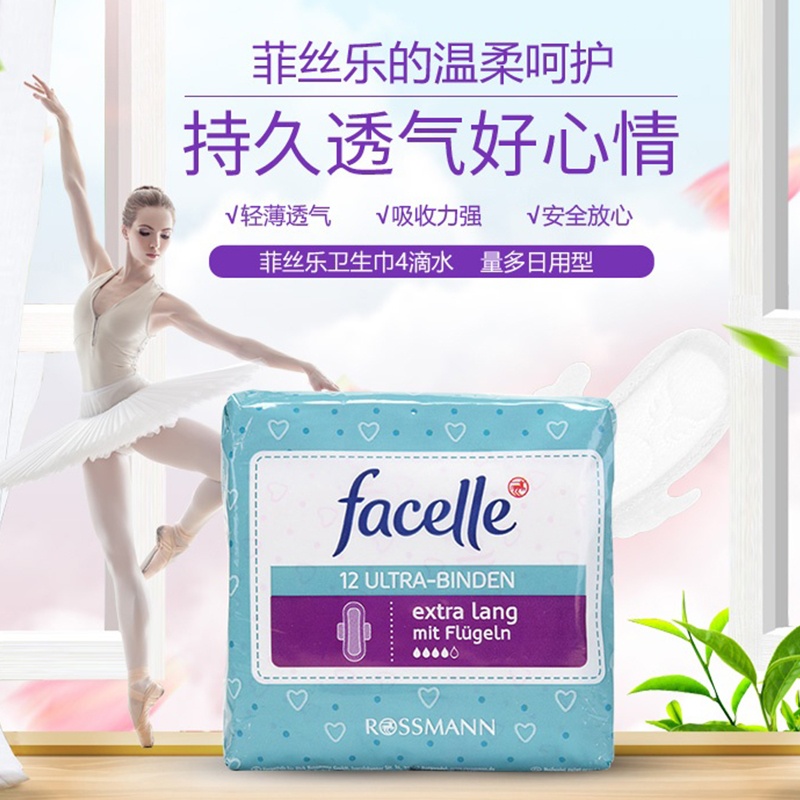 菲丝乐的温柔呵护
持久透气好心情
√轻薄透气 √吸收力强 √安全放心
菲丝乐卫生巾4滴水 量多日用型
facelle
12 ULTRA-BINDEN
extra lang
mit Flügeln
ROSSMANN